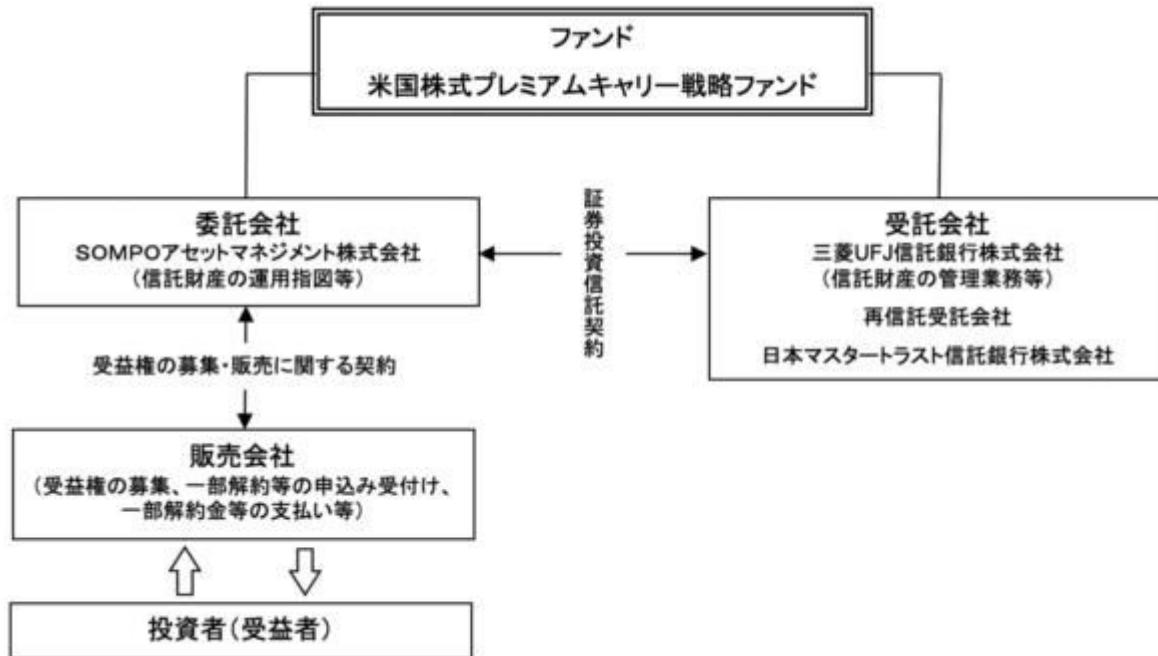 ファンド
米国株式プレミアムキャリー戦略ファンド
委託会社
SOMPOアセットマネジメント株式会社
(信託財産の運用指図等)
証券投資信託契約
受託会社
三菱UFJ信託銀行株式会社
(信託財産の管理業務等)
再信託受託会社
日本マスタートラスト信託銀行株式会社
受益権の募集・販売に関する契約
販売会社
(受益権の募集、一部解約等の申込み受付け、
一部解約金等の支払い等)
投資者(受益者)